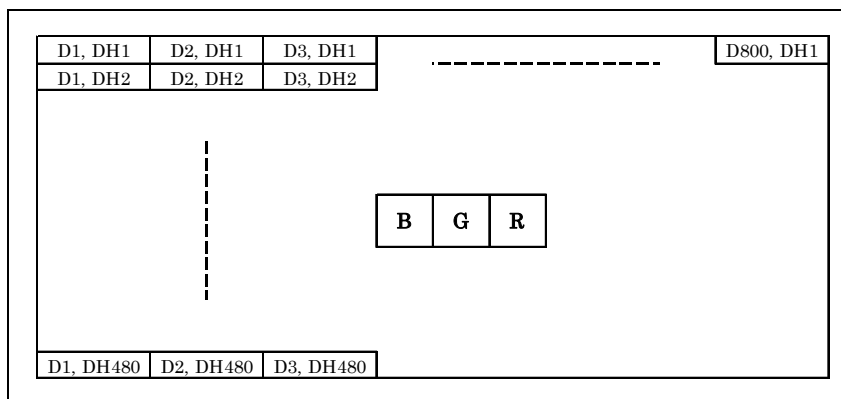 D1, DH1 D2, DH1 D3, DH1 D800, DH1
D1, DH2 D2, DH2 D3, DH2
B G R
D1, DH480 D2, DH480 D3, DH480